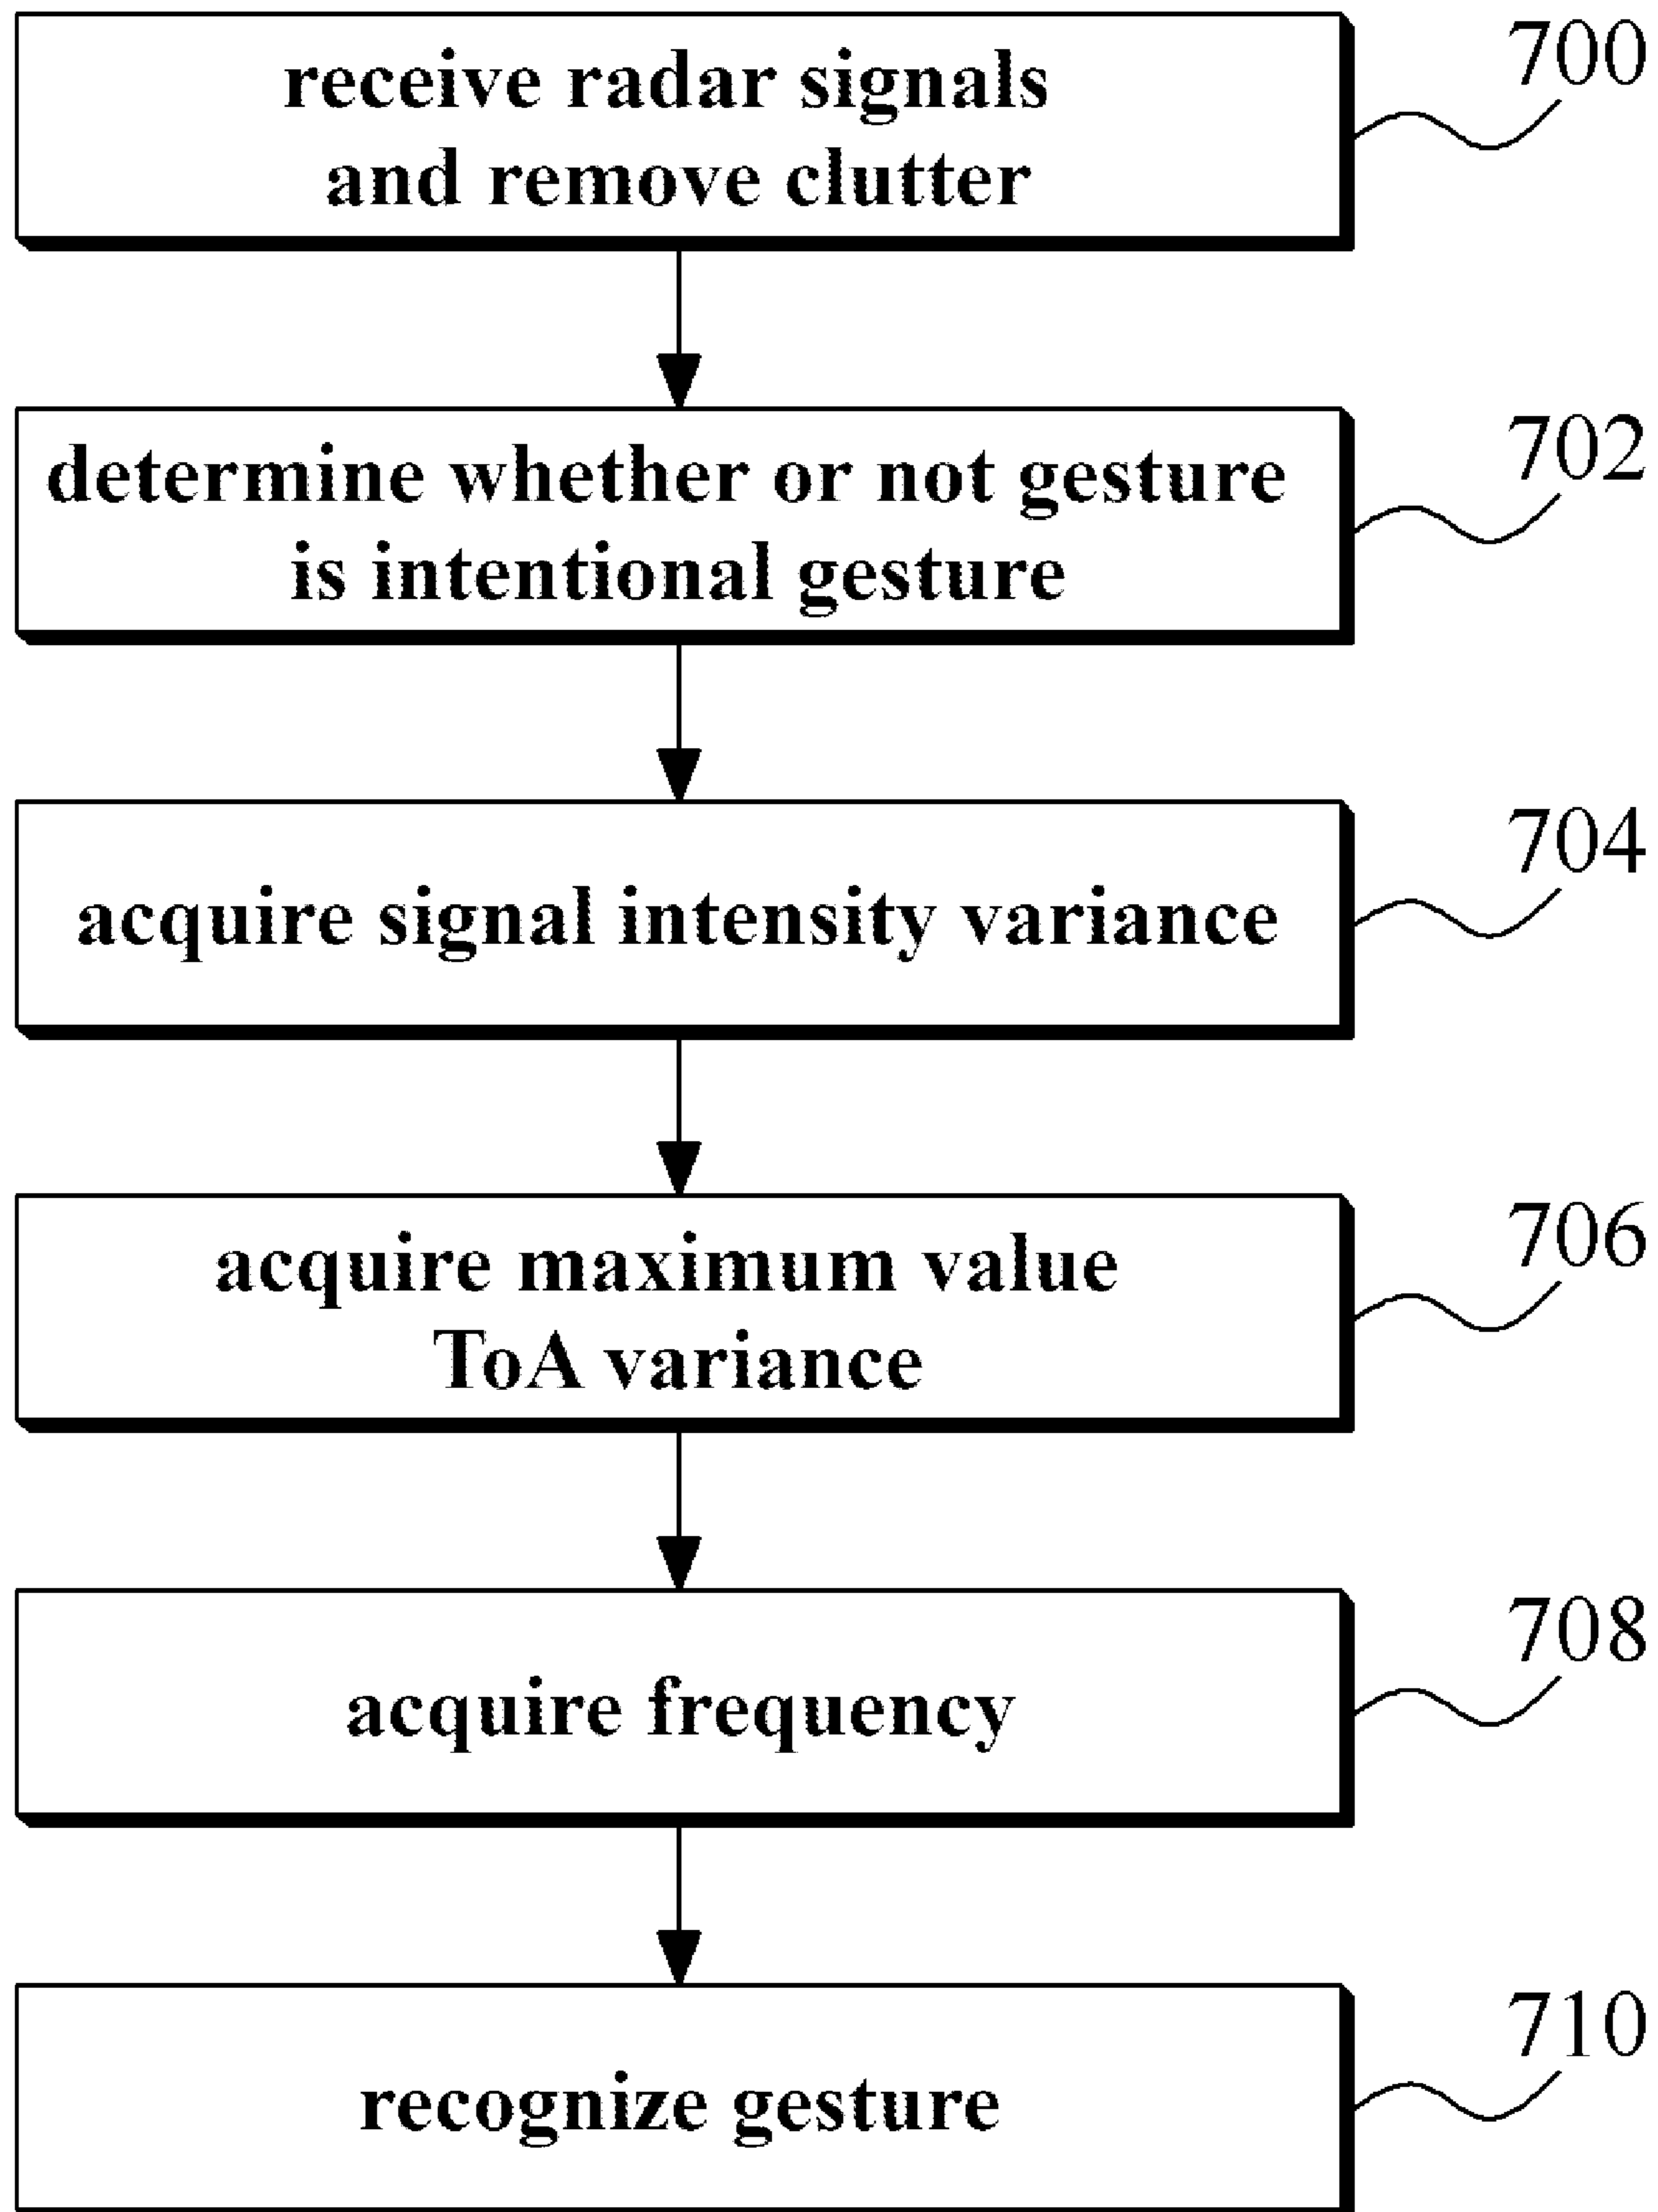 receive radar signals
and remove clutter
700
determine whether or not gesture
is intentional gesture
702
acquire signal intensity variance
704
acquire maximum value
ToA variance
706
acquire frequency
708
recognize gesture
710